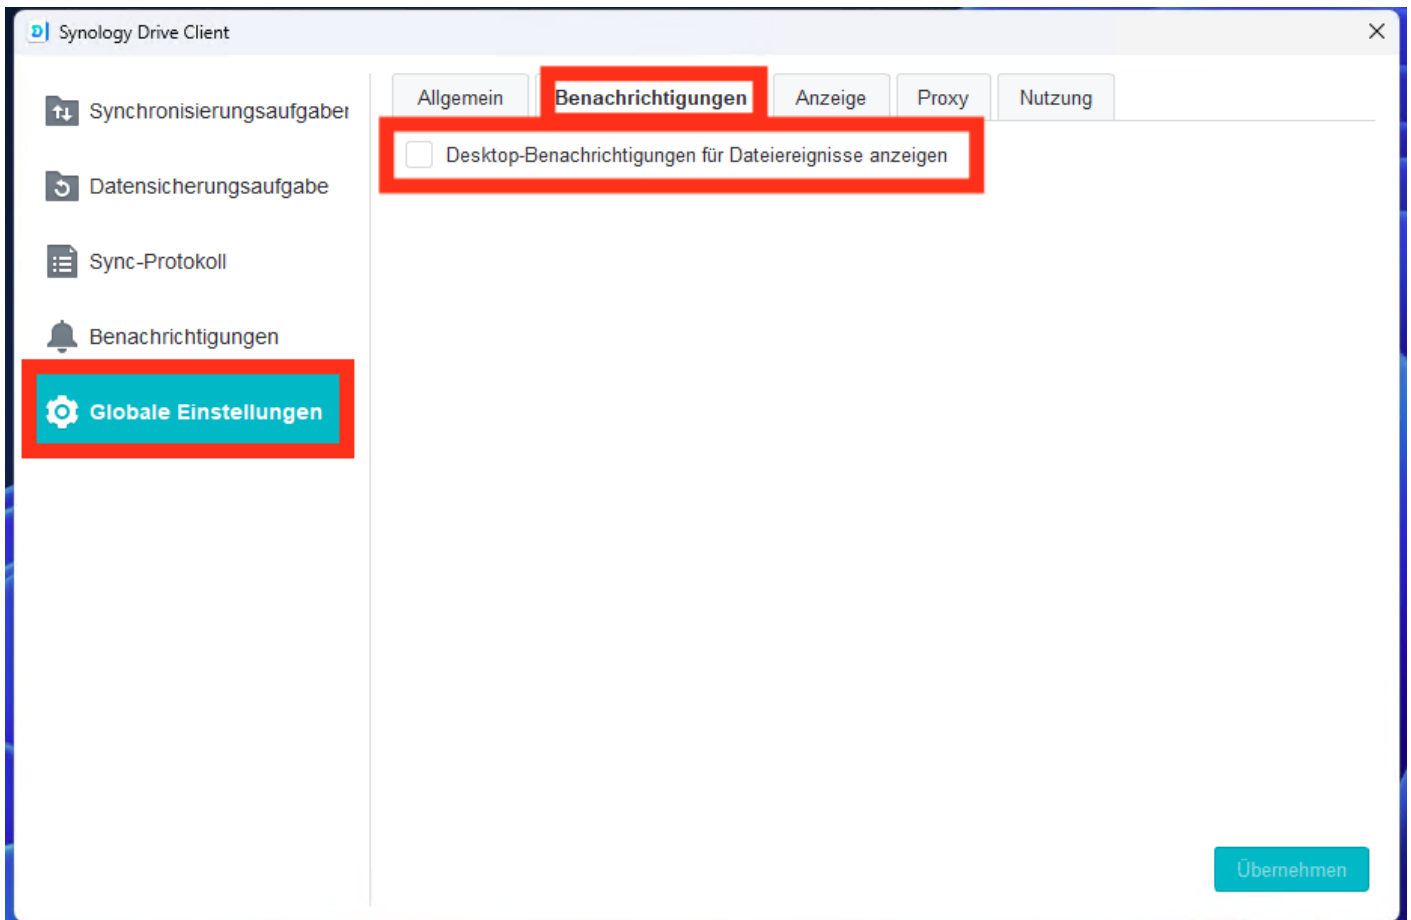 Synology Drive Client
Synchronisierungsaufgaben
Datensicherungsaufgabe
Sync-Protokoll
Benachrichtigungen
Globale Einstellungen
Allgemein Benachrichtigungen Anzeige Proxy Nutzung
Desktop-Benachrichtigungen für Dateiereignisse anzeigen
Übernehmen